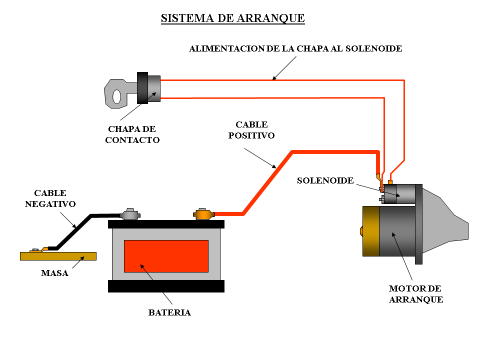 SISTEMA DE ARRANQUE
ALIMENTACION DE LA CHAPA AL SOLENOIDE
CHAPA DE
CONTACTO
CABLE
POSITIVO
SOLENOIDE
CABLE
NEGATIVO
MASA
MOTOR DE
ARRANQUE
BATERIA